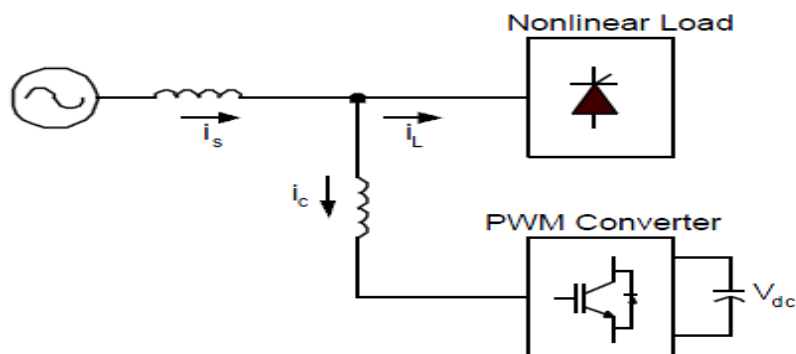 Nonlinear Load
i_s
i_L
i_c
PWM Converter
V_dc